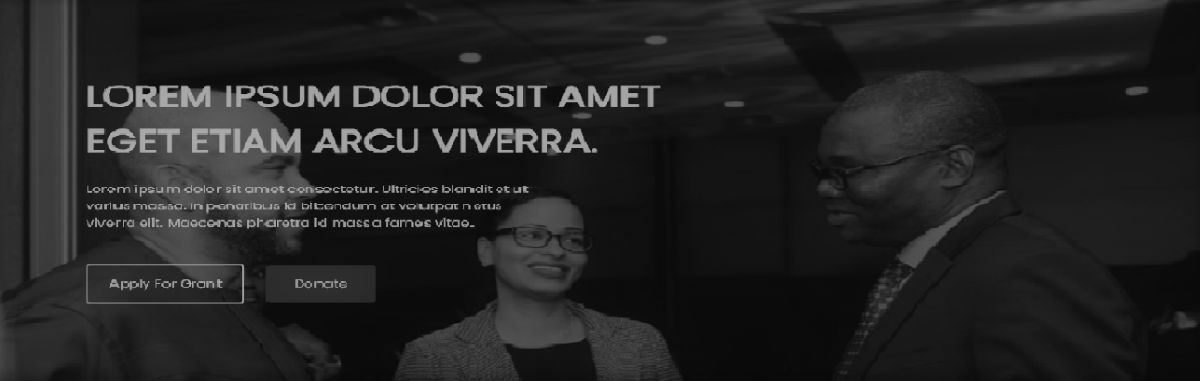 LOREM IPSUM DOLOR SIT AMET
EGET ETIAM ARCU VIVERRA.
Lorem ipsum dolor sit amet consectetur. Ultricies blandit et ut
varius massa. In penatibus id bibendum at volutpat netus
viverra elit. Maecenas pharetra id massa fames vitae.
Apply For Grant
Donate